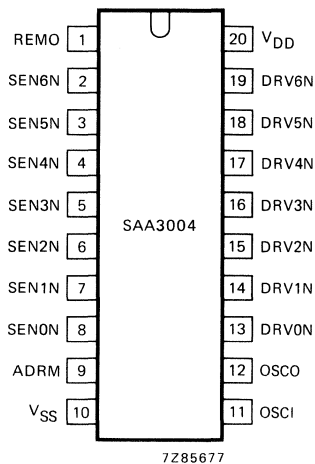 REMO 1 20 VDD
SEN6N 2 19 DRV6N
SEN5N 3 18 DRV5N
SEN4N 4 17 DRV4N
SEN3N 5 16 DRV3N
SAA3004
SEN2N 6 15 DRV2N
SEN1N 7 14 DRV1N
SEN0N 8 13 DRV0N
ADRM 9 12 OSCO
VSS 10 11 OSCI
7Z85677